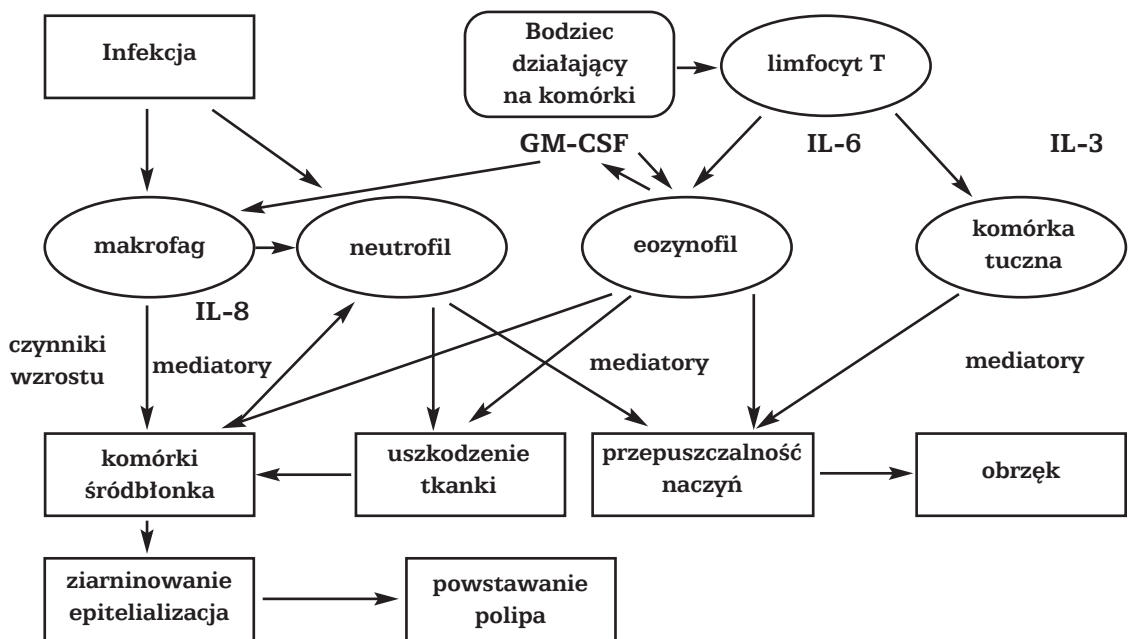 Infekcja
Bodziec
działający
na komórki
limfocyt T
GM-CSF
IL-6
IL-3
makrofag
neutrofil
eozynofil
komórka
tuczna
IL-8
czynniki
wzrostu
mediatory
mediatory
mediatory
komórki
śródbłonka
uszkodzenie
tkanki
przepuszczalność
naczyń
obrzęk
ziarninowanie
epitelializacja
powstawanie
polipa